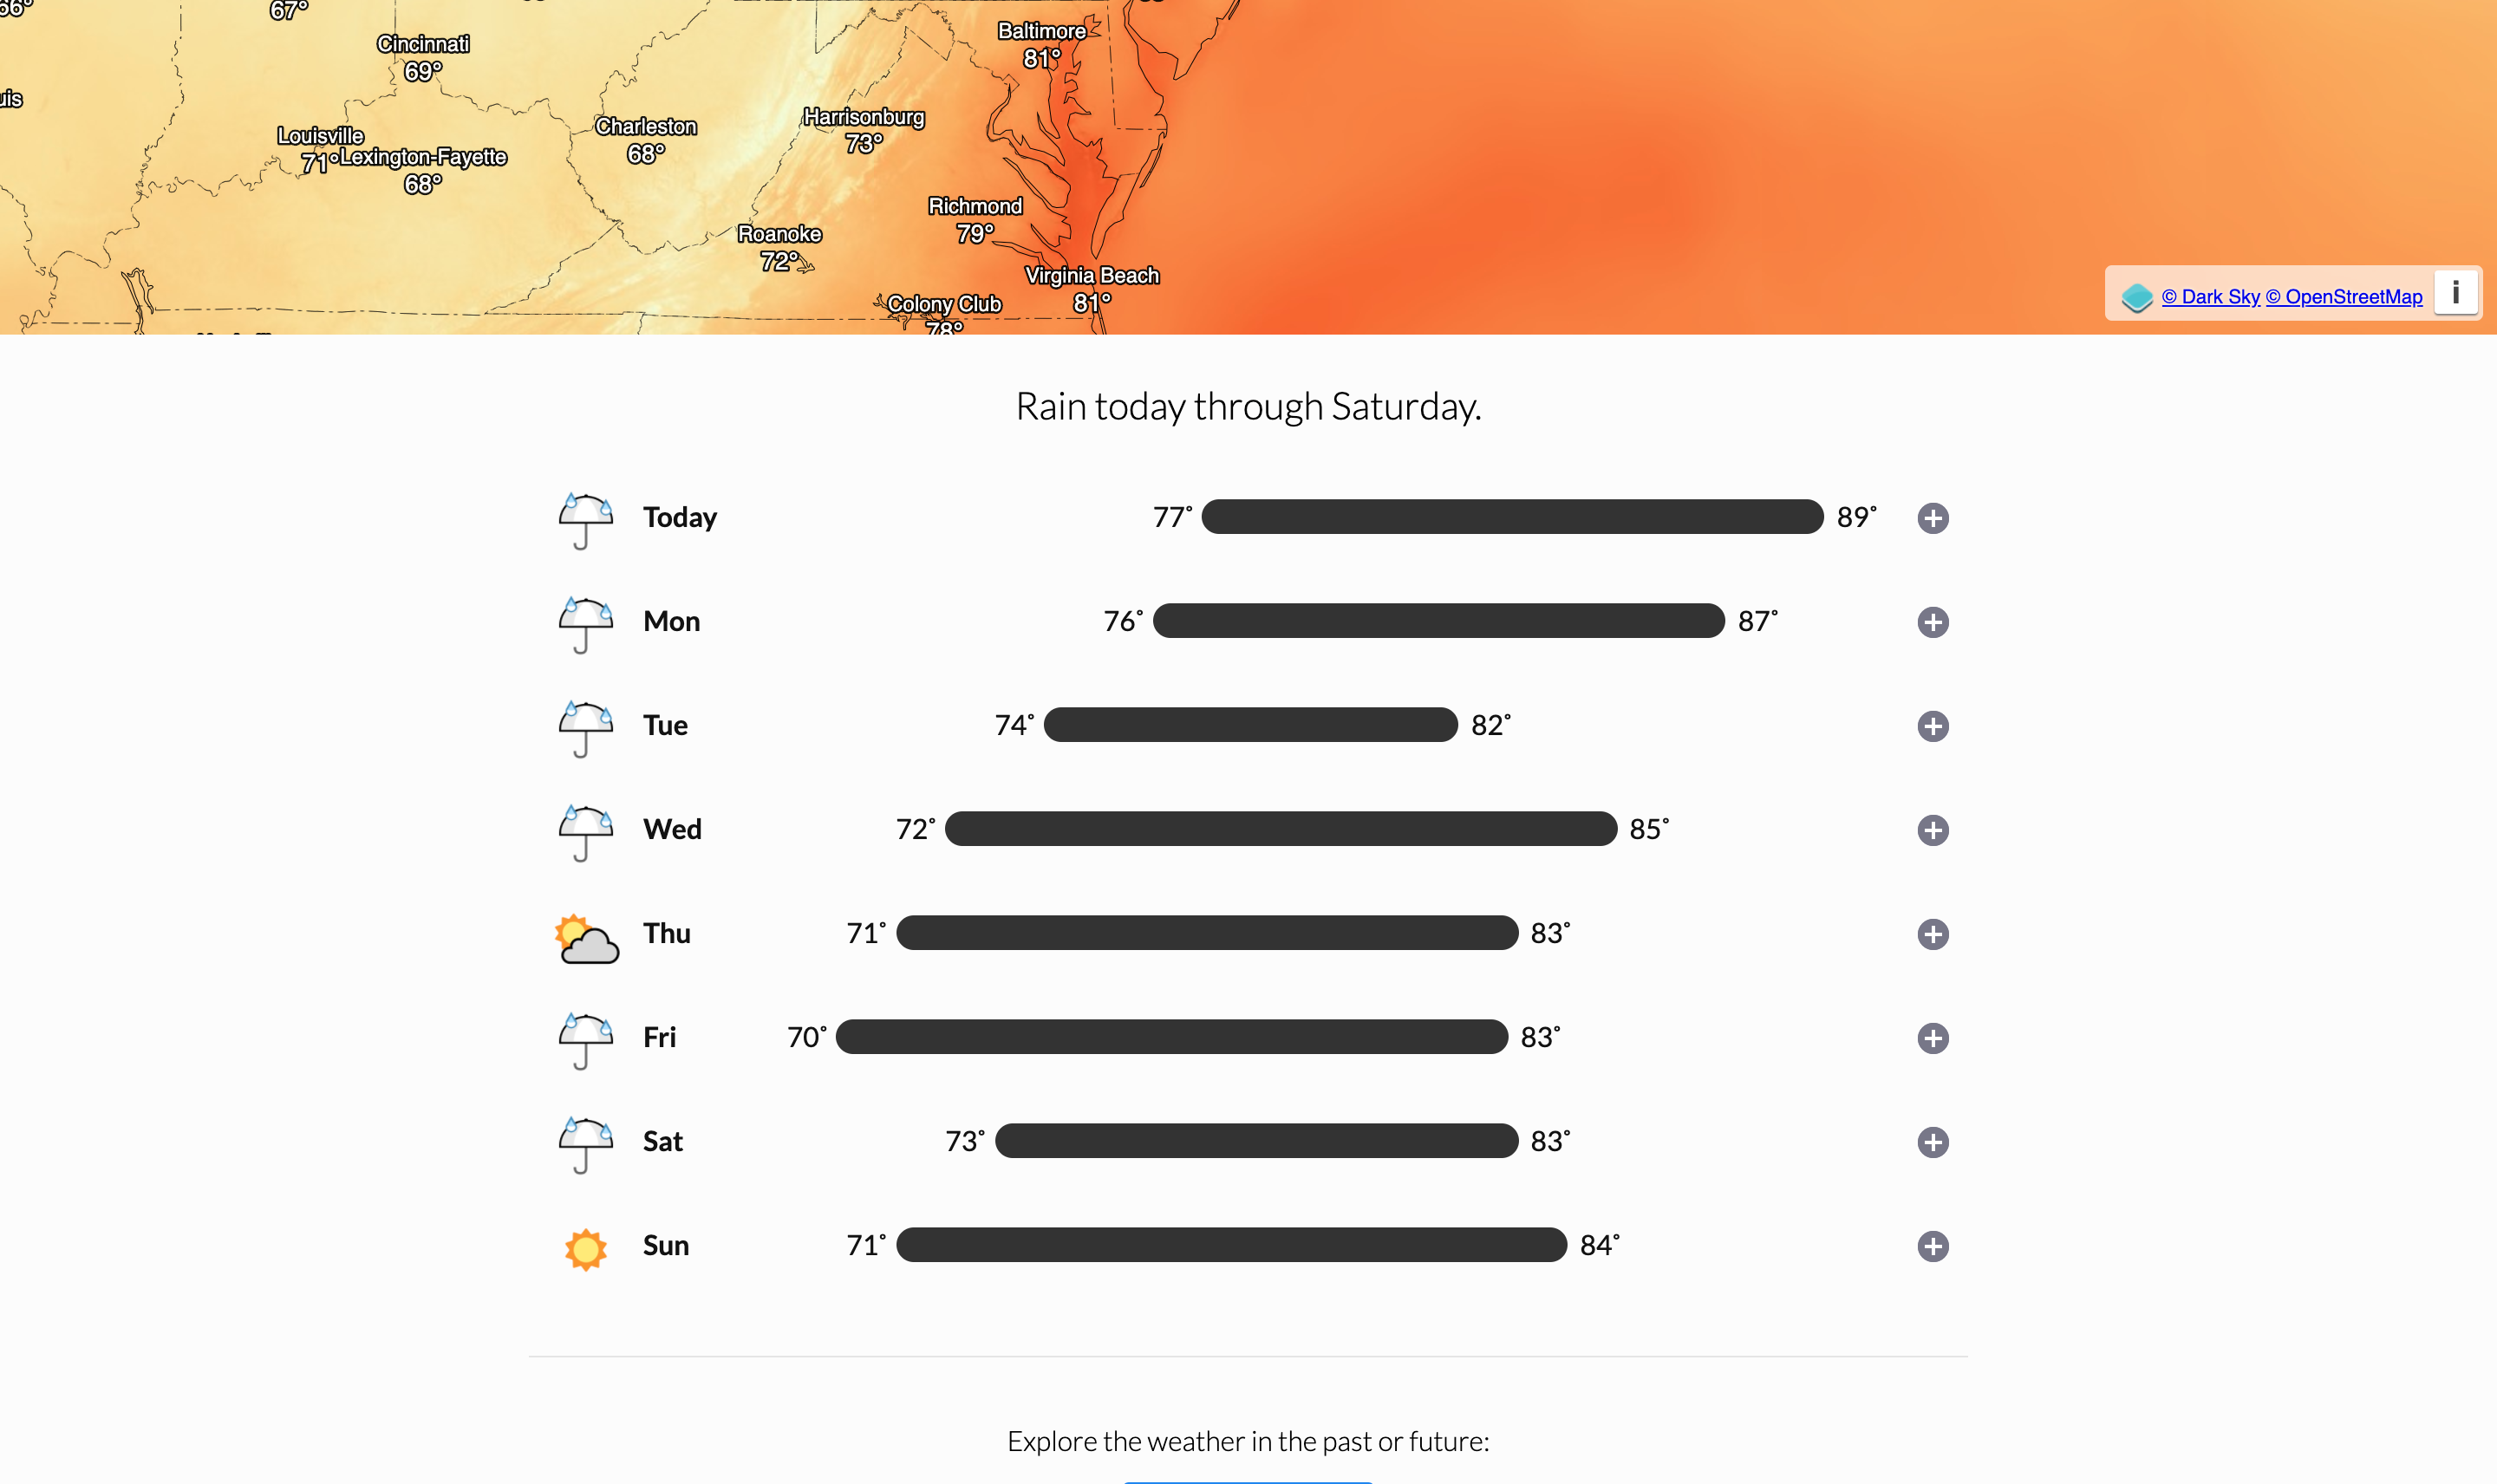 66°
67°
Cincinnati
69°
Baltimore
81°
Louisville
71°
Lexington-Fayette
68°
Charleston
68°
Harrisonburg
73°
Richmond
79°
Roanoke
72°
Virginia Beach
81°
Colony Club
78°
© Dark Sky © OpenStreetMap
i
Rain today through Saturday.
Today 77° 89°
Mon 76° 87°
Tue 74° 82°
Wed 72° 85°
Thu 71° 83°
Fri 70° 83°
Sat 73° 83°
Sun 71° 84°
Explore the weather in the past or future: